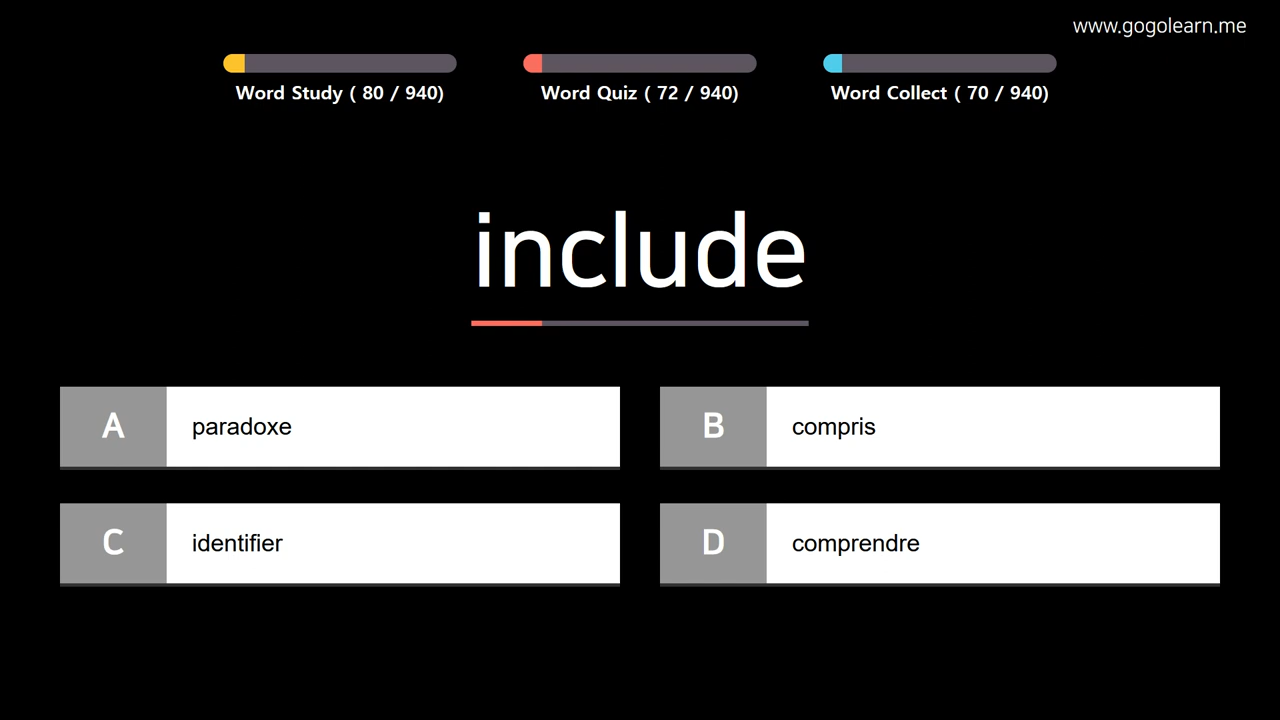 www.gogolearn.me
Word Study ( 80 / 940)
Word Quiz ( 72 / 940)
Word Collect ( 70 / 940)
include
A paradoxe
B compris
C identifier
D comprendre